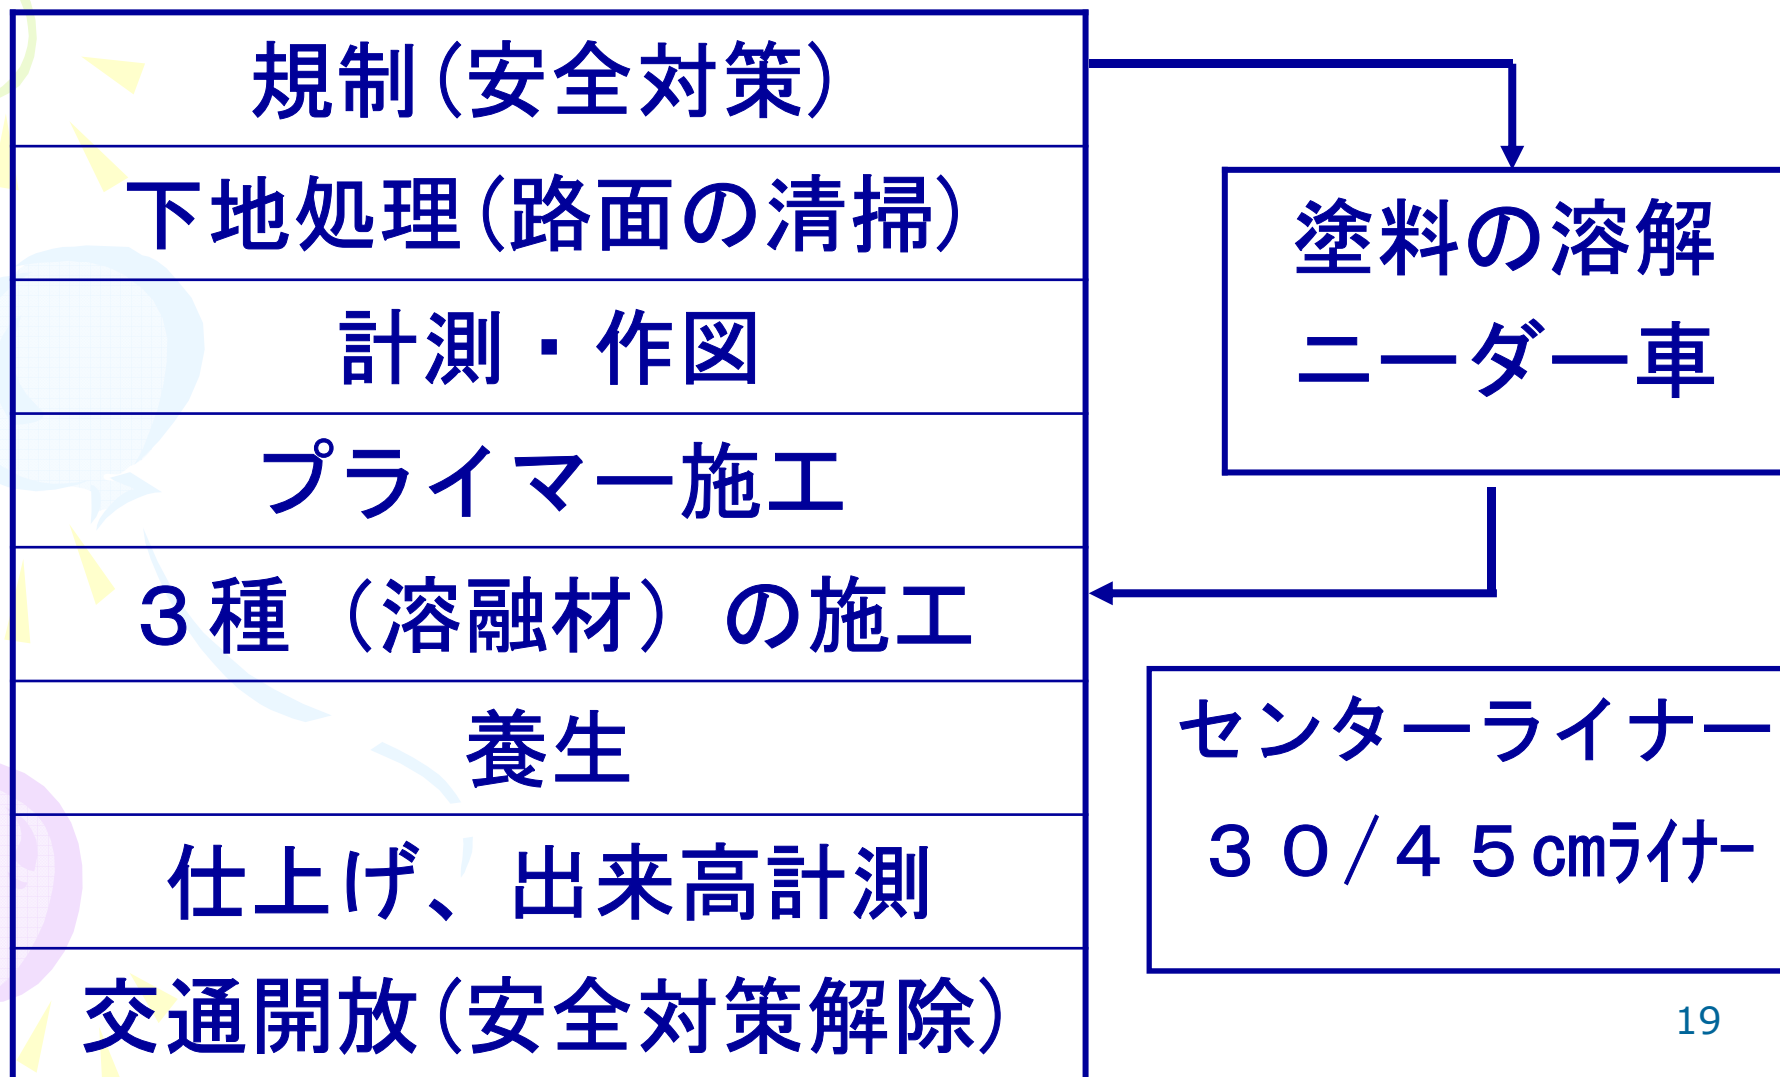 規制(安全対策)
下地処理(路面の清掃)
計測・作図
プライマー施工
３種（溶融材）の施工
養生
仕上げ、出来高計測
交通開放(安全対策解除)
塗料の溶解
ニーダー車
センターライナー
３０/４５cmﾗｲﾅｰ
19